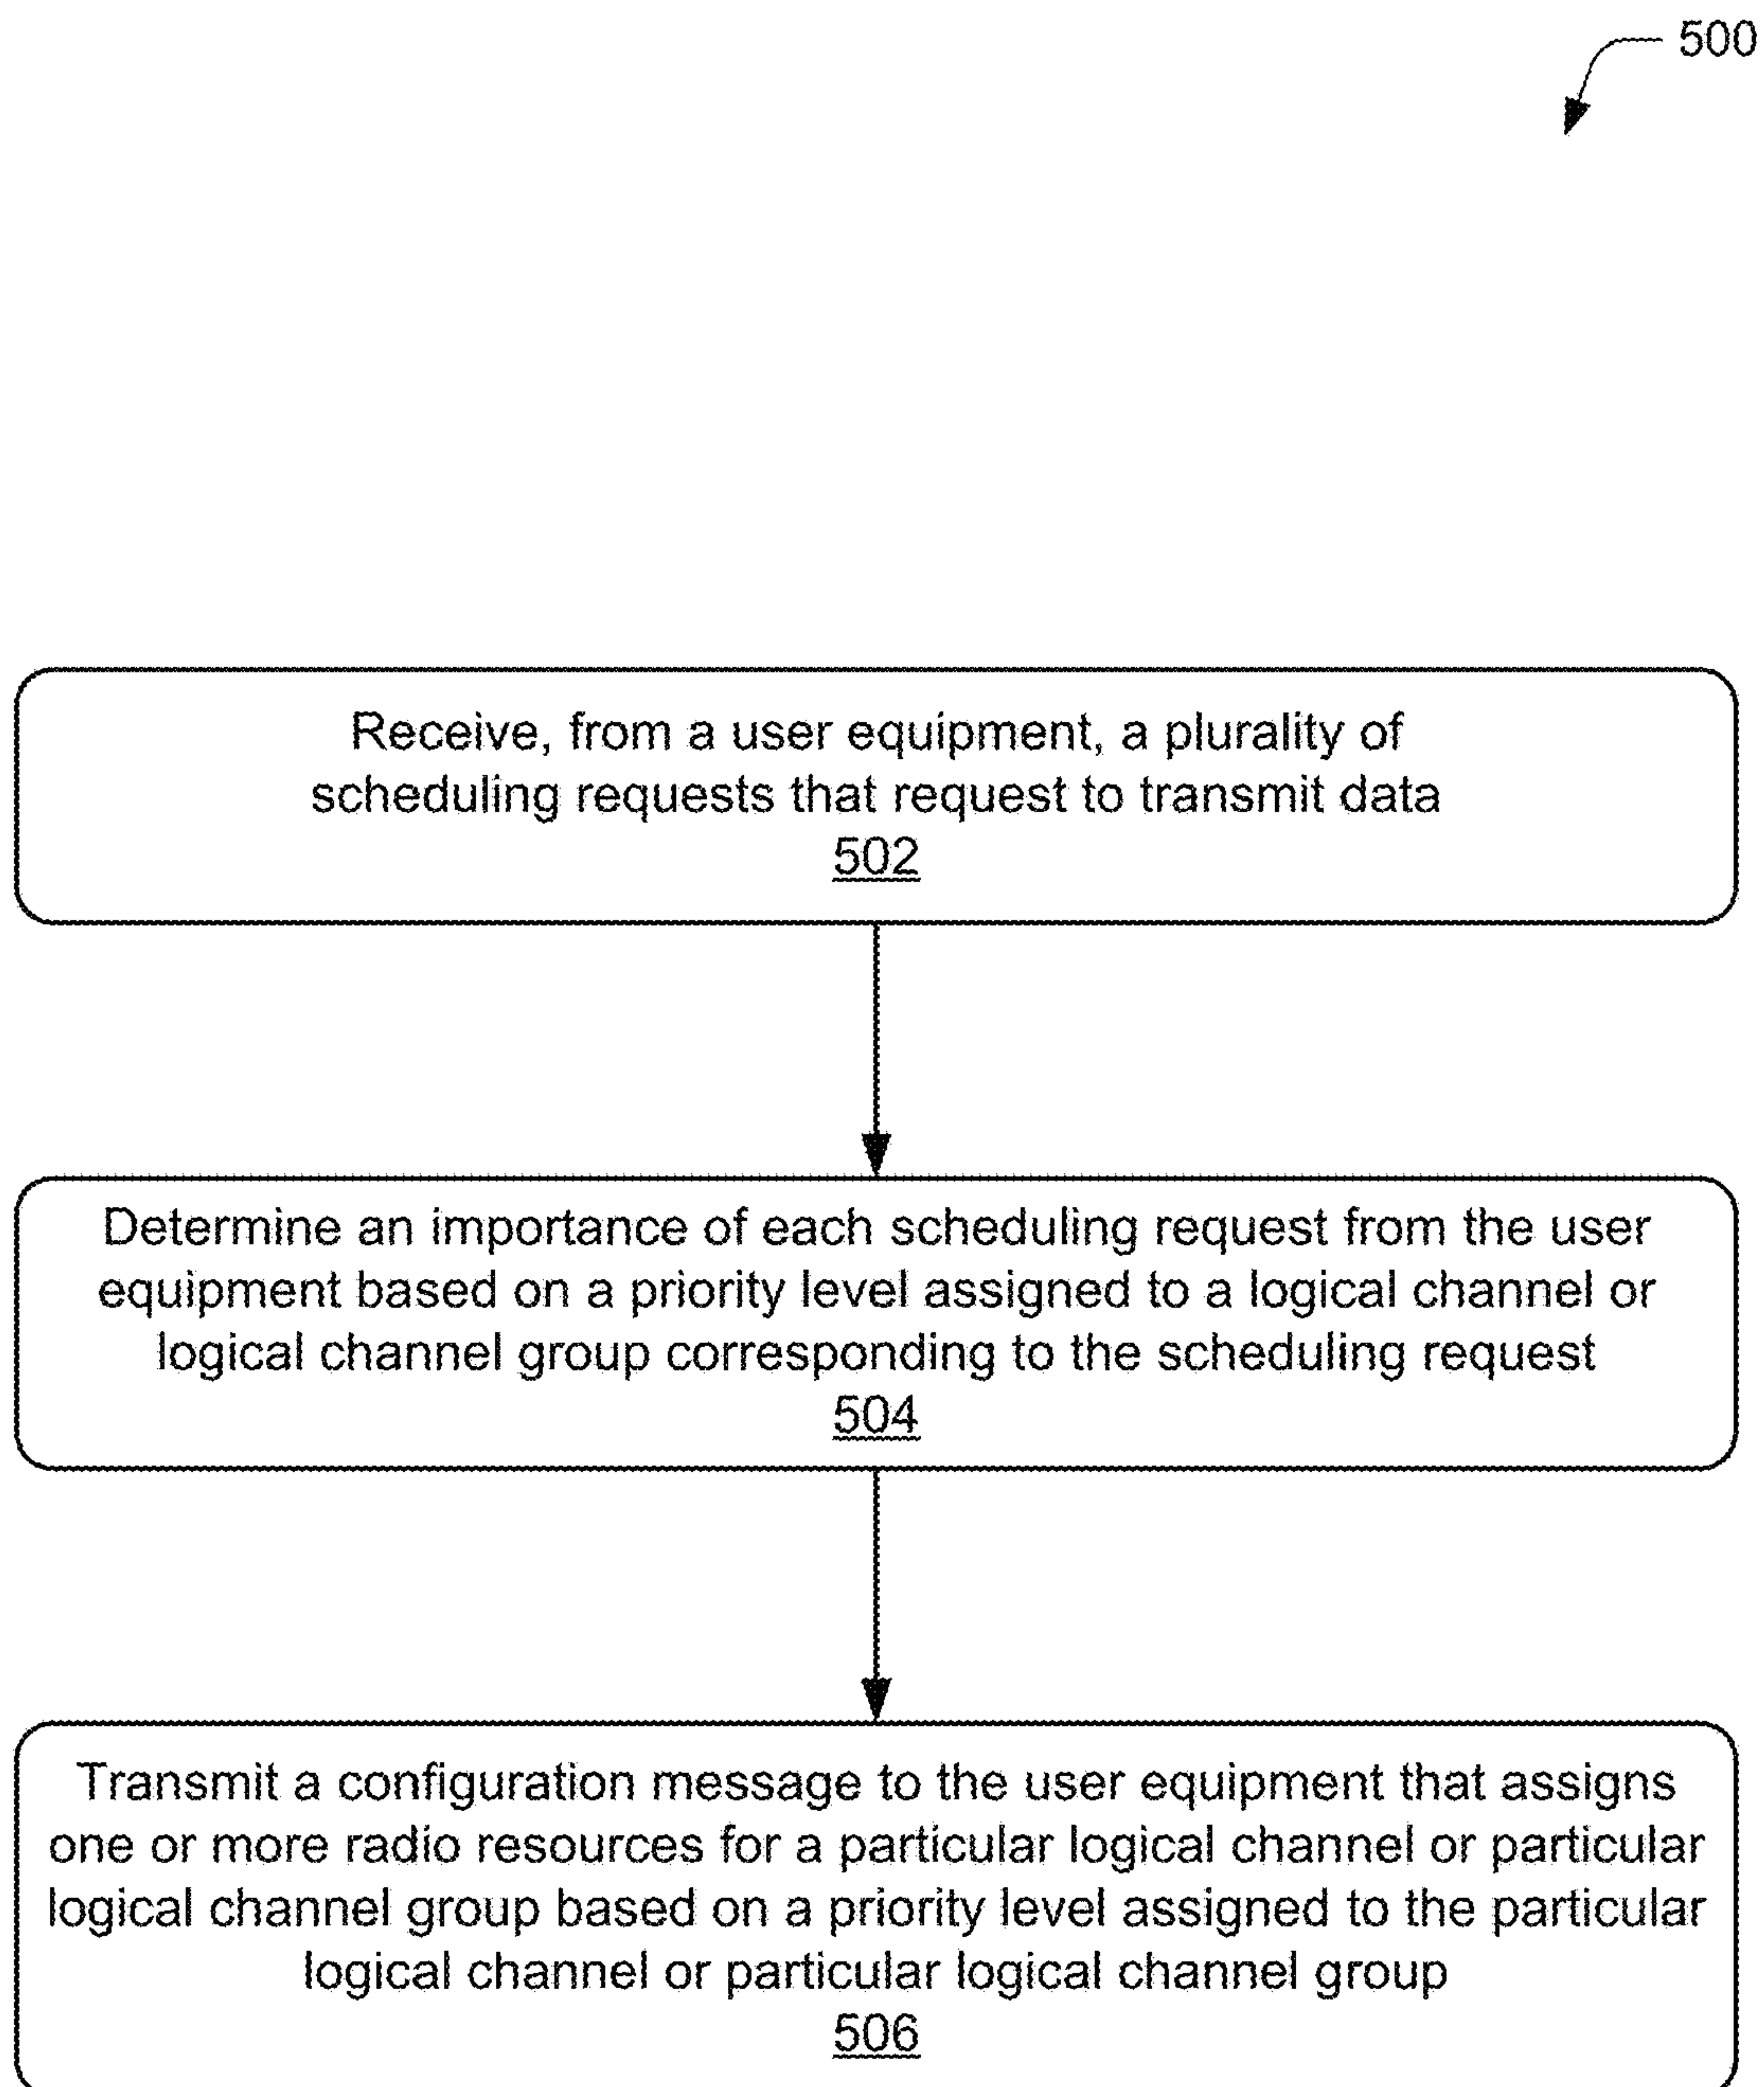 500
Receive, from a user equipment, a plurality of
scheduling requests that request to transmit data
502
Determine an importance of each scheduling request from the user
equipment based on a priority level assigned to a logical channel or
logical channel group corresponding to the scheduling request
504
Transmit a configuration message to the user equipment that assigns
one or more radio resources for a particular logical channel or particular
logical channel group based on a priority level assigned to the particular
logical channel or particular logical channel group
506